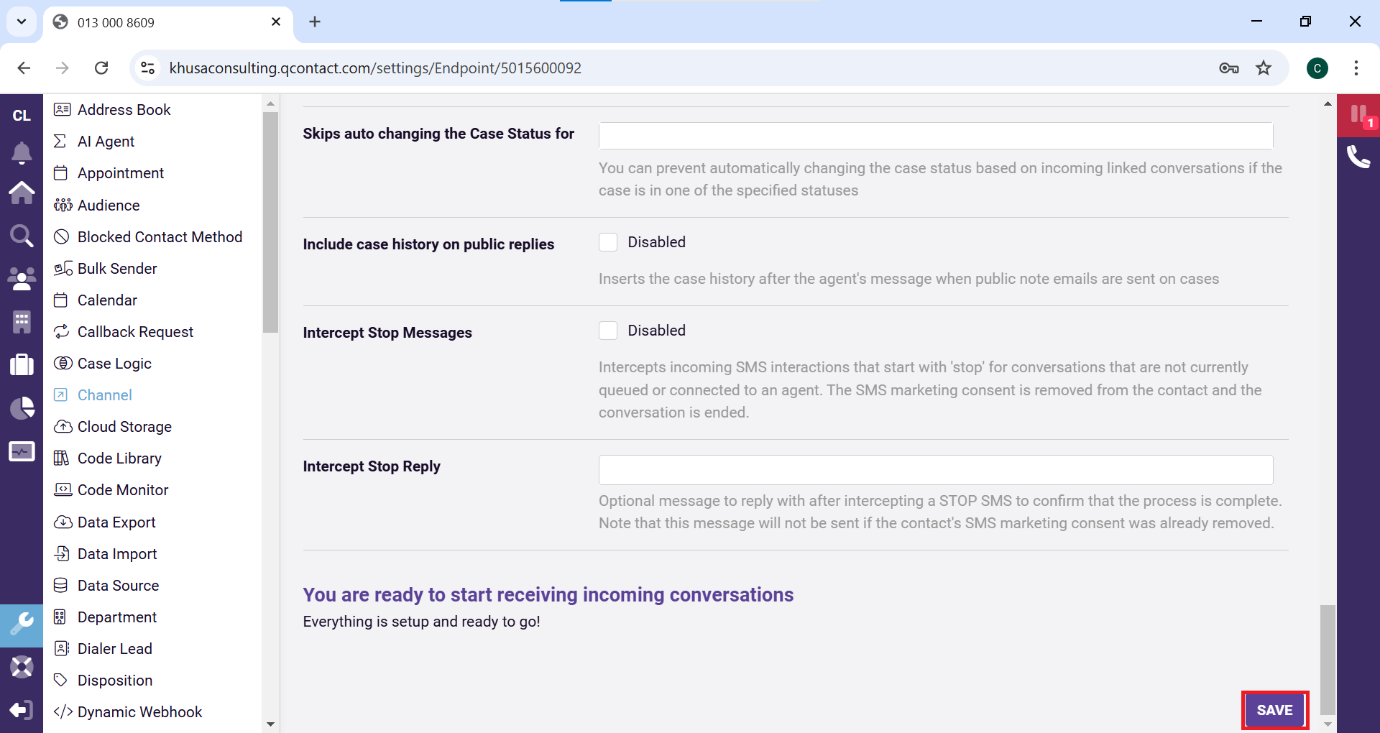 013 000 8609
khusaconsulting.qcontact.com/settings/Endpoint/5015600092
C
CL
1
Address Book
AI Agent
Appointment
Audience
Blocked Contact Method
Bulk Sender
Calendar
Callback Request
Case Logic
Channel
Cloud Storage
Code Library
Code Monitor
Data Export
Data Import
Data Source
Department
Dialer Lead
Disposition
Dynamic Webhook
Skips auto changing the Case Status for
You can prevent automatically changing the case status based on incoming linked conversations if the
case is in one of the specified statuses
Include case history on public replies
Disabled
Inserts the case history after the agent's message when public note emails are sent on cases
Intercept Stop Messages
Disabled
Intercepts incoming SMS interactions that start with 'stop' for conversations that are not currently
queued or connected to an agent. The SMS marketing consent is removed from the contact and the
conversation is ended.
Intercept Stop Reply
Optional message to reply with after intercepting a STOP SMS to confirm that the process is complete.
Note that this message will not be sent if the contact's SMS marketing consent was already removed.
You are ready to start receiving incoming conversations
Everything is setup and ready to go!
SAVE